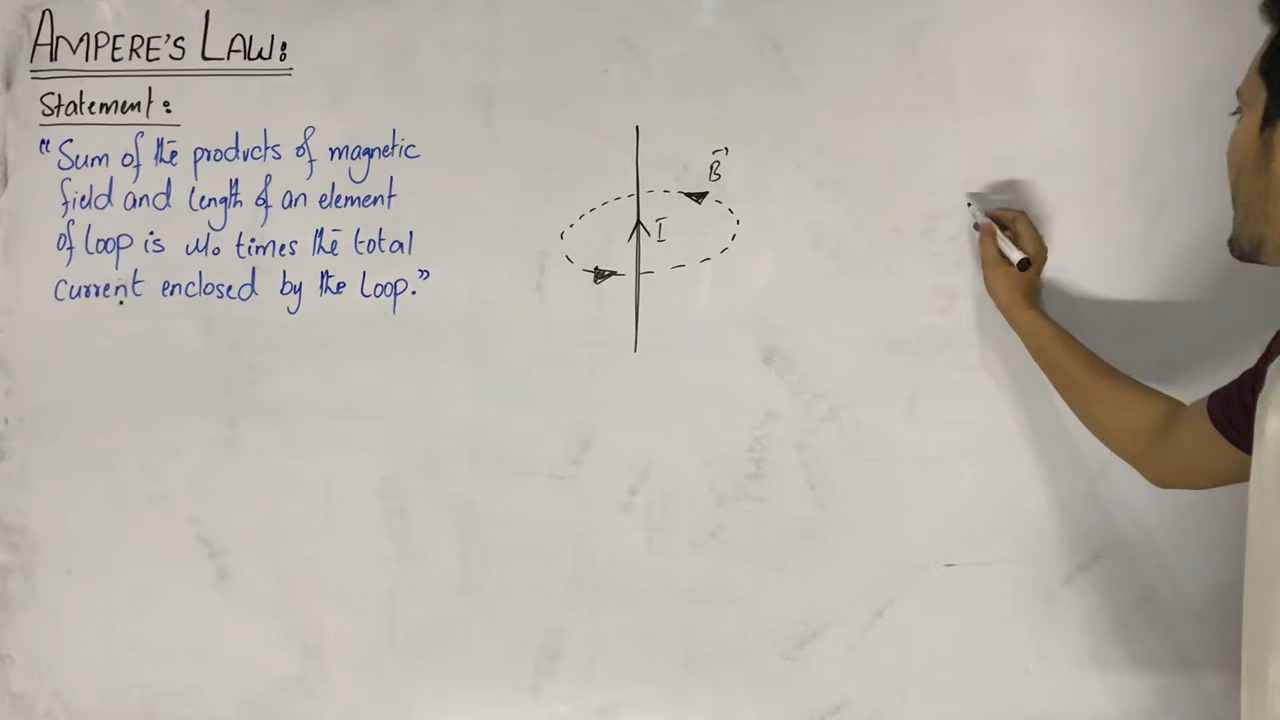 AMPERE'S LAW:
Statement:
"Sum of the products of magnetic
field and length of an element
of loop is μo times the total
current enclosed by the loop."
B
I